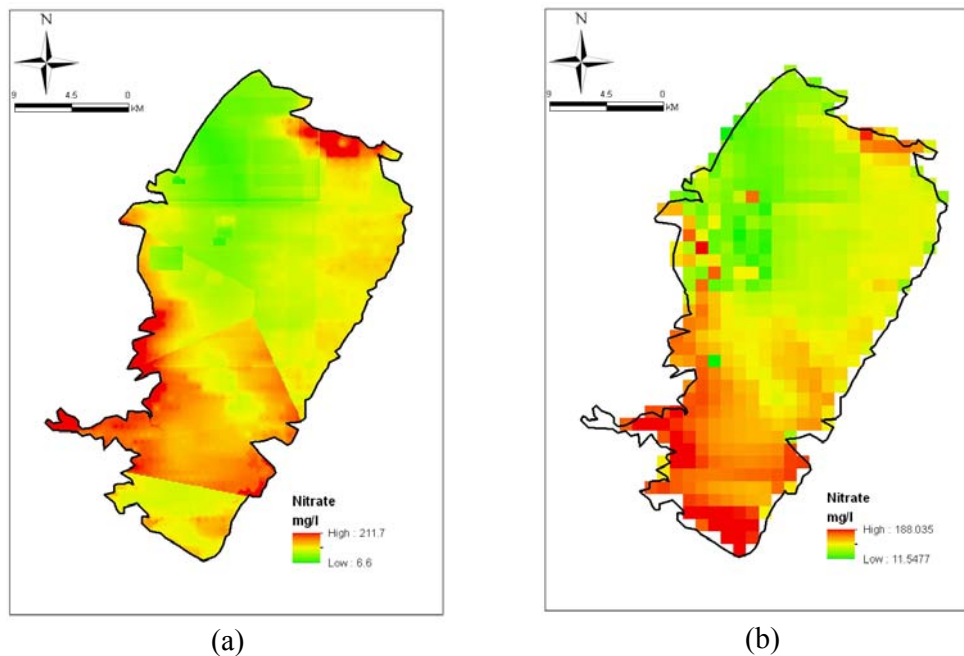 N
9 4.5 0
KM
Nitrate
mg/l
High : 211.7
Low : 6.6
(a)
N
9 4.5 0
KM
Nitrate
mg/l
High : 188.035
Low : 11.5477
(b)